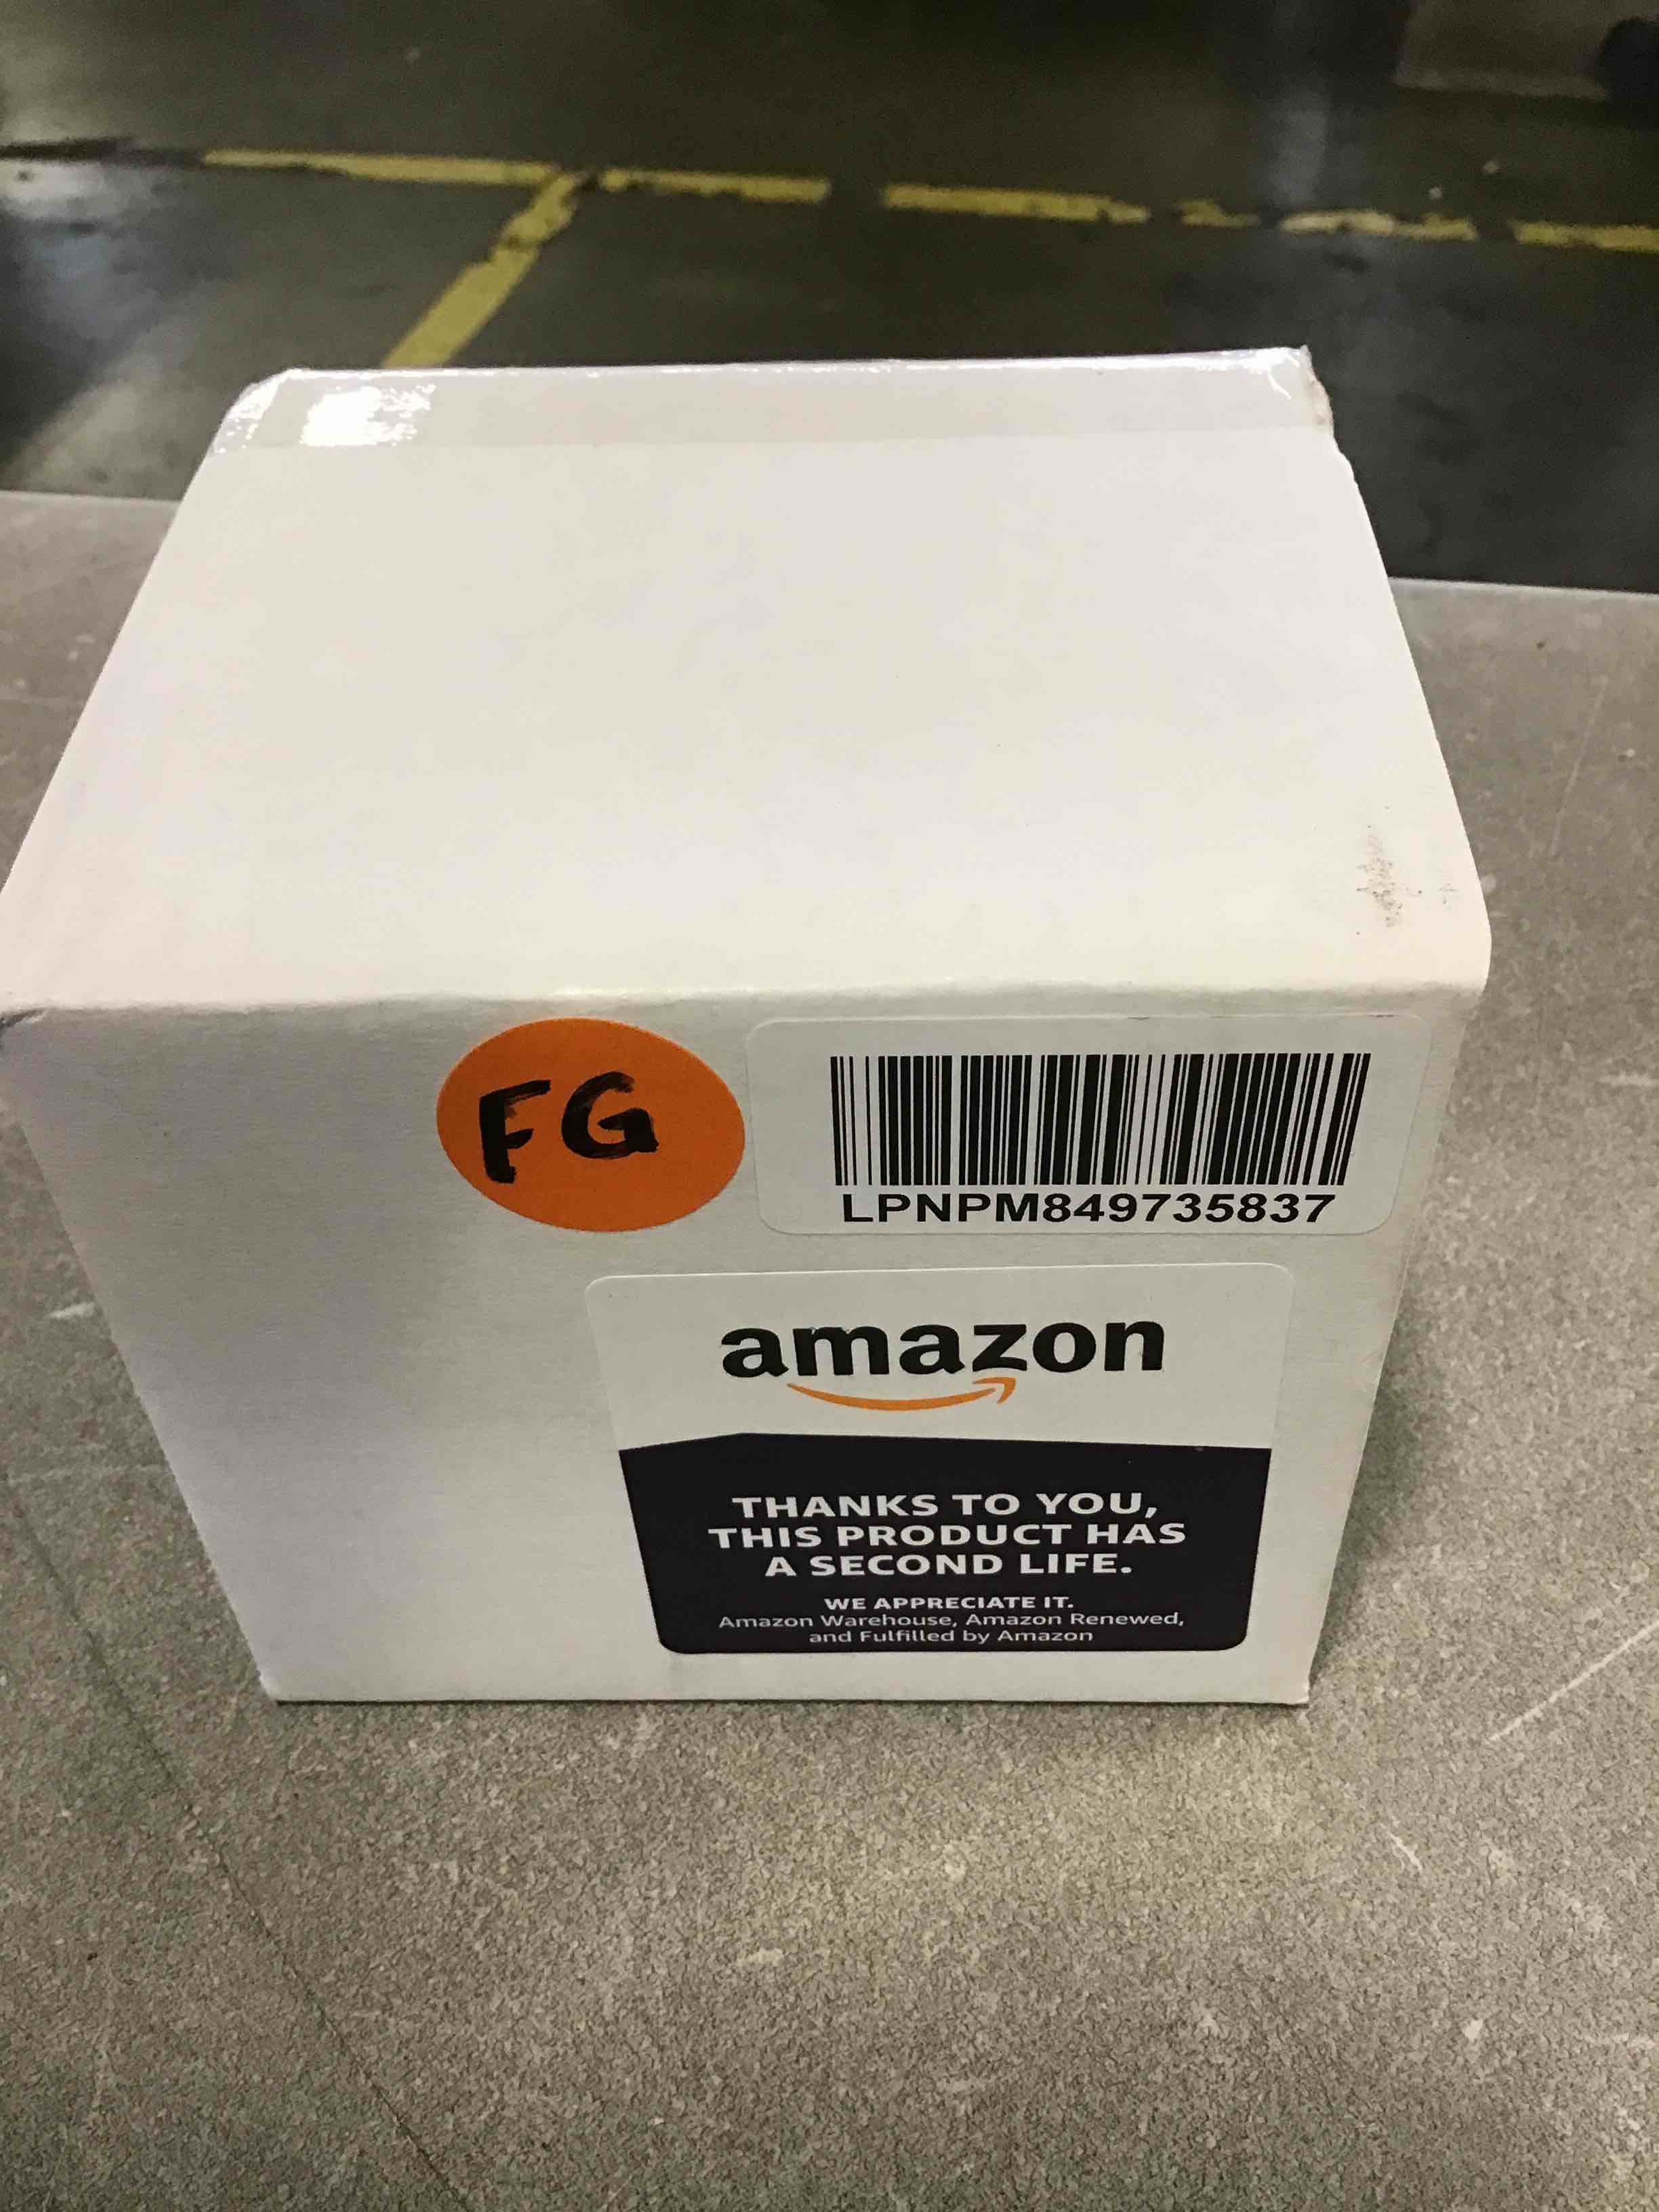 FG
LPNPM849735837
amazon
THANKS TO YOU,
THIS PRODUCT HAS
A SECOND LIFE.
WE APPRECIATE IT.
Amazon Warehouse, Amazon Renewed,
and Fulfilled by Amazon